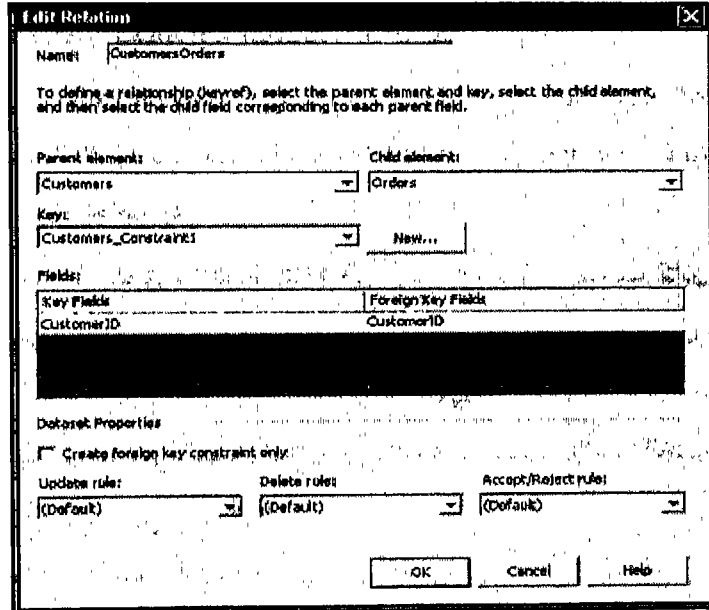 Edit Relation
Name: CustomersOrders
To define a relationship (keyref), select the parent element and key, select the child element,
and then select the child field corresponding to each parent field.
Parent element: Child element:
Customers Orders
Key:
Customers_Constraint1 New...
Fields:
Key Fields Foreign Key Fields
CustomerID CustomerID
Dataset Properties
Create foreign key constraint only
Update rule: Delete rule: Accept/Reject rule:
(Default) (Default) (Default)
OK Cancel Help